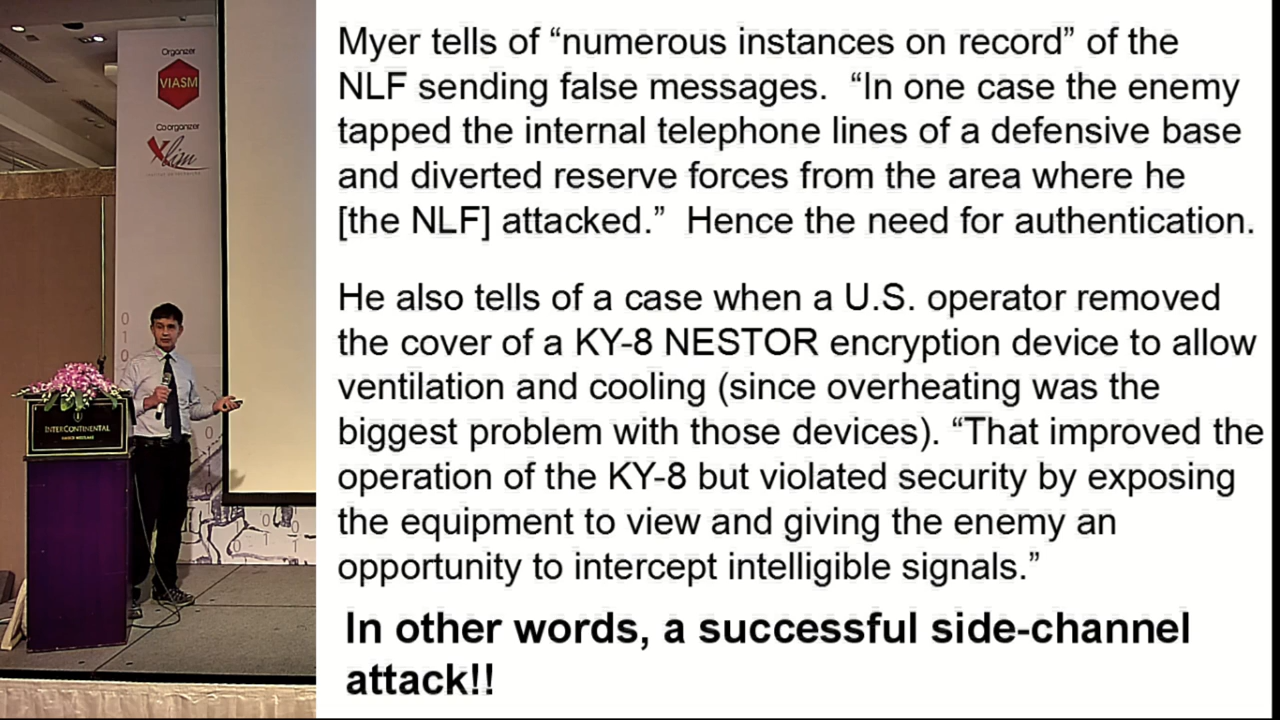 Organizer
VIASM
Co organizer
Xlim
INTERCONTINENTAL
Myer tells of “numerous instances on record” of the
NLF sending false messages.  “In one case the enemy
tapped the internal telephone lines of a defensive base
and diverted reserve forces from the area where he
[the NLF] attacked.”  Hence the need for authentication.
He also tells of a case when a U.S. operator removed
the cover of a KY-8 NESTOR encryption device to allow
ventilation and cooling (since overheating was the
biggest problem with those devices). “That improved the
operation of the KY-8 but violated security by exposing
the equipment to view and giving the enemy an
opportunity to intercept intelligible signals.”
In other words, a successful side-channel
attack!!